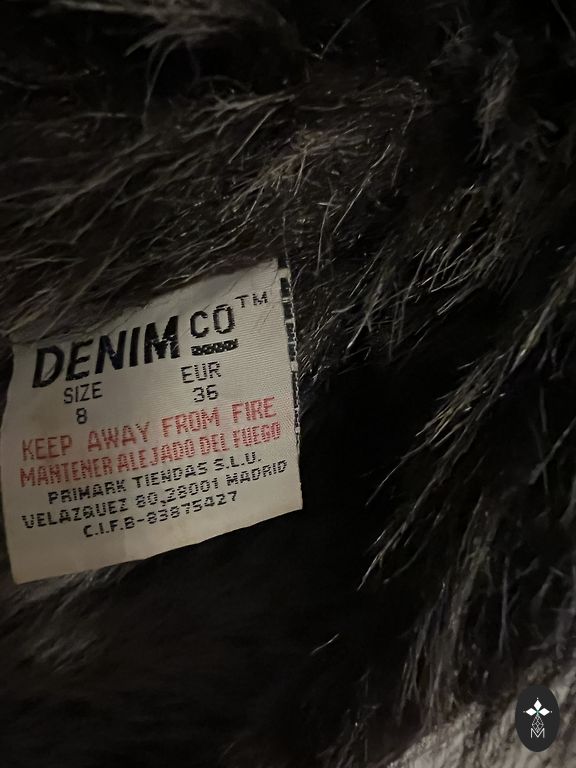 DENIM CO™
SIZE EUR
8 36
KEEP AWAY FROM FIRE
MANTENER ALEJADO DEL FUEGO
PRIMARK TIENDAS S.L.U.
VELAZQUEZ 80,28001 MADRID
C.I.F.B-83875427
M